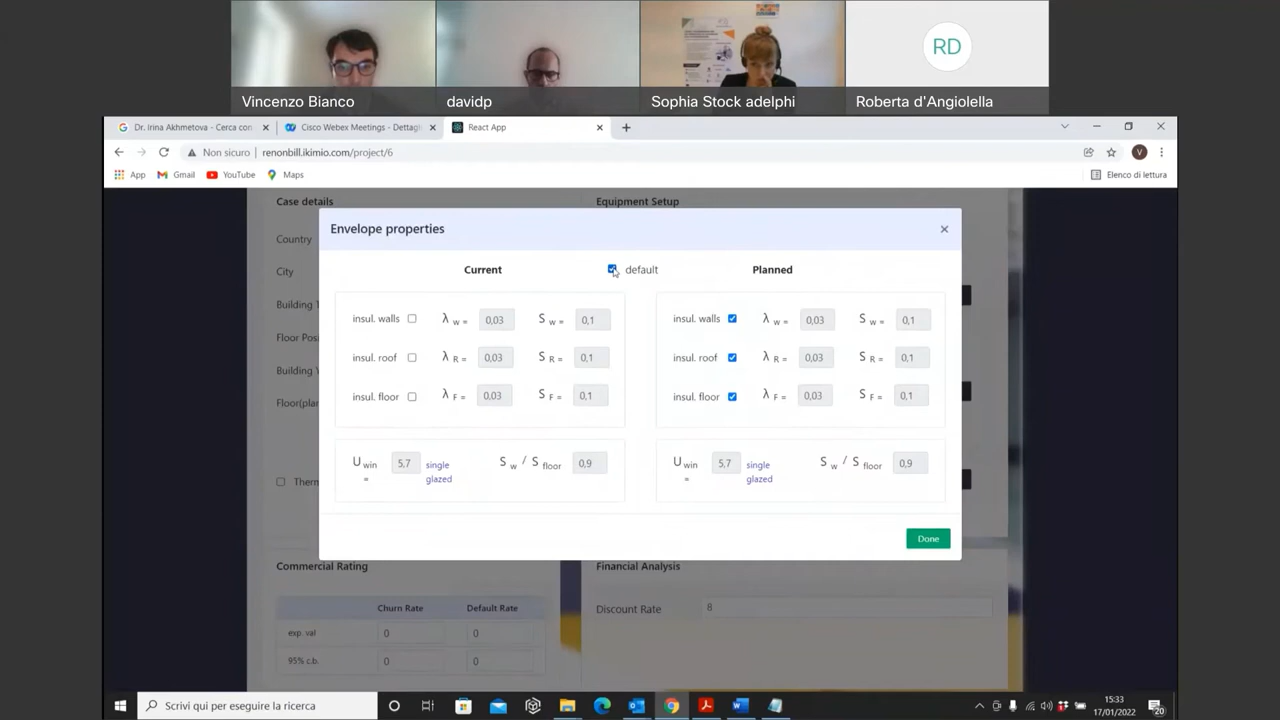 RD
Vincenzo Bianco
davidp
Sophia Stock adelphi
Roberta d'Angiolella
Dr. Irina Akhmetova - Cerca con
Cisco Webex Meetings - Dettagli
React App
Non sicuro
renonbill.ikimio.com/project/6
V
App
Gmail
YouTube
Maps
Elenco di lettura
Case details
Equipment Setup
Country
City
Building T
Floor Posi
Building Y
Floor(plan
Therm
Envelope properties
Current
default
Planned
insul. walls λ w = 0,03 S w = 0,1
insul. roof λ R = 0,03 S R = 0,1
insul. floor λ F = 0,03 S F = 0,1
U win = 5,7 single glazed S w / S floor 0,9
insul. walls λ w = 0,03 S w = 0,1
insul. roof λ R = 0,03 S R = 0,1
insul. floor λ F = 0,03 S F = 0,1
U win = 5,7 single glazed S w / S floor 0,9
Done
Commercial Rating
Churn Rate Default Rate
exp. val 0 0
95% c.b. 0 0
Financial Analysis
Discount Rate 8
Scrivi qui per eseguire la ricerca
15:33
17/01/2022
20